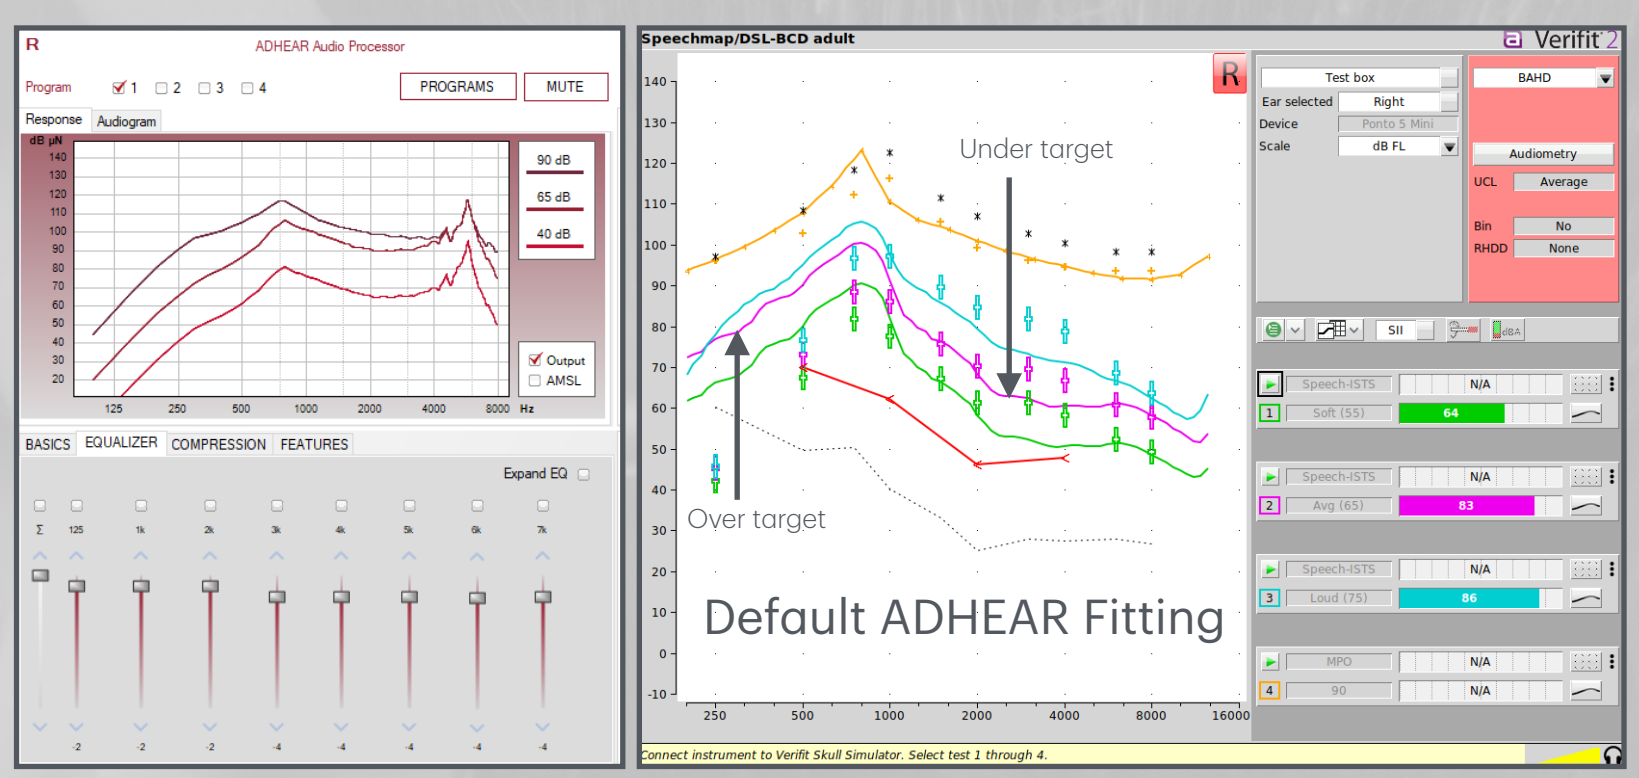 R
ADHEAR Audio Processor
Program 1 2 3 4
PROGRAMS MUTE
Response Audiogram
dB µN
140
130
120
110
100
90
80
70
60
50
40
30
20
125 250 500 1000 2000 4000 8000 Hz
90 dB
65 dB
40 dB
Output
AMSL
BASICS EQUALIZER COMPRESSION FEATURES
Expand EQ
Σ 125 1k 2k 3k 4k 5k 6k 7k
-2 -2 -2 -4 -4 -4 -4 -4
Speechmap/DSL-BCD adult
Verifit 2
R
140
130
120
110
100
90
80
70
60
50
40
30
20
10
0
-10
250 500 1000 2000 4000 8000 16000
Under target
Over target
Default ADHEAR Fitting
Test box
Ear selected Right
Device Ponto 5 Mini
Scale dB FL
BAHD
Audiometry
UCL Average
Bin No
RHDD None
SII
dBA
Speech-ISTS N/A
1 Soft (55) 64
Speech-ISTS N/A
2 Avg (65) 83
Speech-ISTS N/A
3 Loud (75) 86
MPO N/A
4 90 N/A
Connect instrument to Verifit Skull Simulator. Select test 1 through 4.